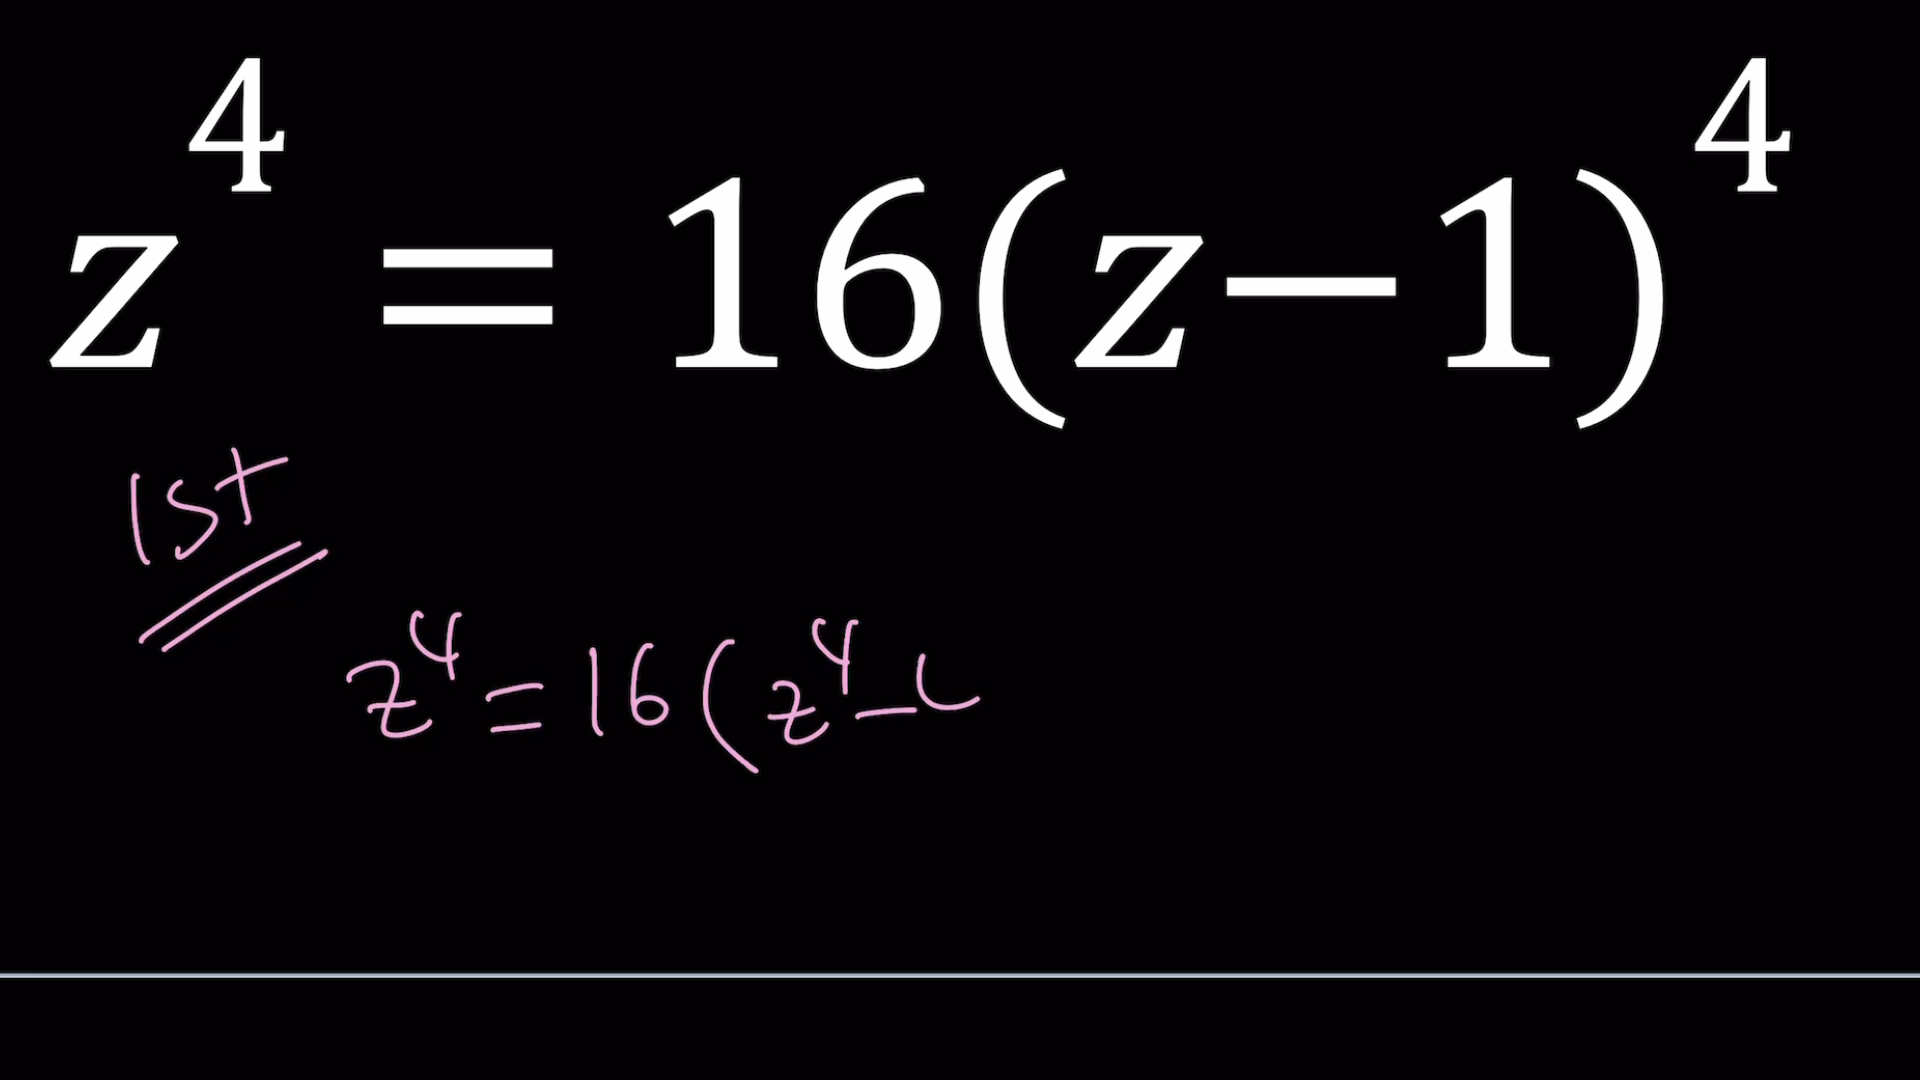 z⁴ = 16(z−1)⁴
1st
z⁴ = 16(z⁴ −